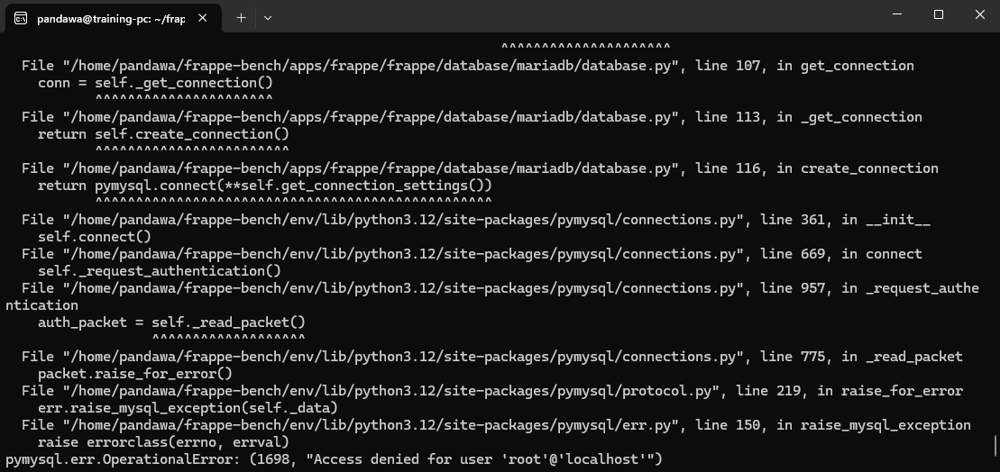 pandawa@training-pc: ~/frap
^^^^^^^^^^^^^^^^^^^^^
File "/home/pandawa/frappe-bench/apps/frappe/frappe/database/mariadb/database.py", line 107, in get_connection
conn = self._get_connection()
^^^^^^^^^^^^^^^^^^^^^^
File "/home/pandawa/frappe-bench/apps/frappe/frappe/database/mariadb/database.py", line 113, in _get_connection
return self.create_connection()
^^^^^^^^^^^^^^^^^^^^^^^^
File "/home/pandawa/frappe-bench/apps/frappe/frappe/database/mariadb/database.py", line 116, in create_connection
return pymysql.connect(**self.get_connection_settings())
^^^^^^^^^^^^^^^^^^^^^^^^^^^^^^^^^^^^^^^^^^^^^^^^^
File "/home/pandawa/frappe-bench/env/lib/python3.12/site-packages/pymysql/connections.py", line 361, in __init__
self.connect()
File "/home/pandawa/frappe-bench/env/lib/python3.12/site-packages/pymysql/connections.py", line 669, in connect
self._request_authentication()
File "/home/pandawa/frappe-bench/env/lib/python3.12/site-packages/pymysql/connections.py", line 957, in _request_authe
ntication
auth_packet = self._read_packet()
^^^^^^^^^^^^^^^^^^^
File "/home/pandawa/frappe-bench/env/lib/python3.12/site-packages/pymysql/connections.py", line 775, in _read_packet
packet.raise_for_error()
File "/home/pandawa/frappe-bench/env/lib/python3.12/site-packages/pymysql/protocol.py", line 219, in raise_for_error
err.raise_mysql_exception(self._data)
File "/home/pandawa/frappe-bench/env/lib/python3.12/site-packages/pymysql/err.py", line 150, in raise_mysql_exception
raise errorclass(errno, errval)
pymysql.err.OperationalError: (1698, "Access denied for user 'root'@'localhost'")